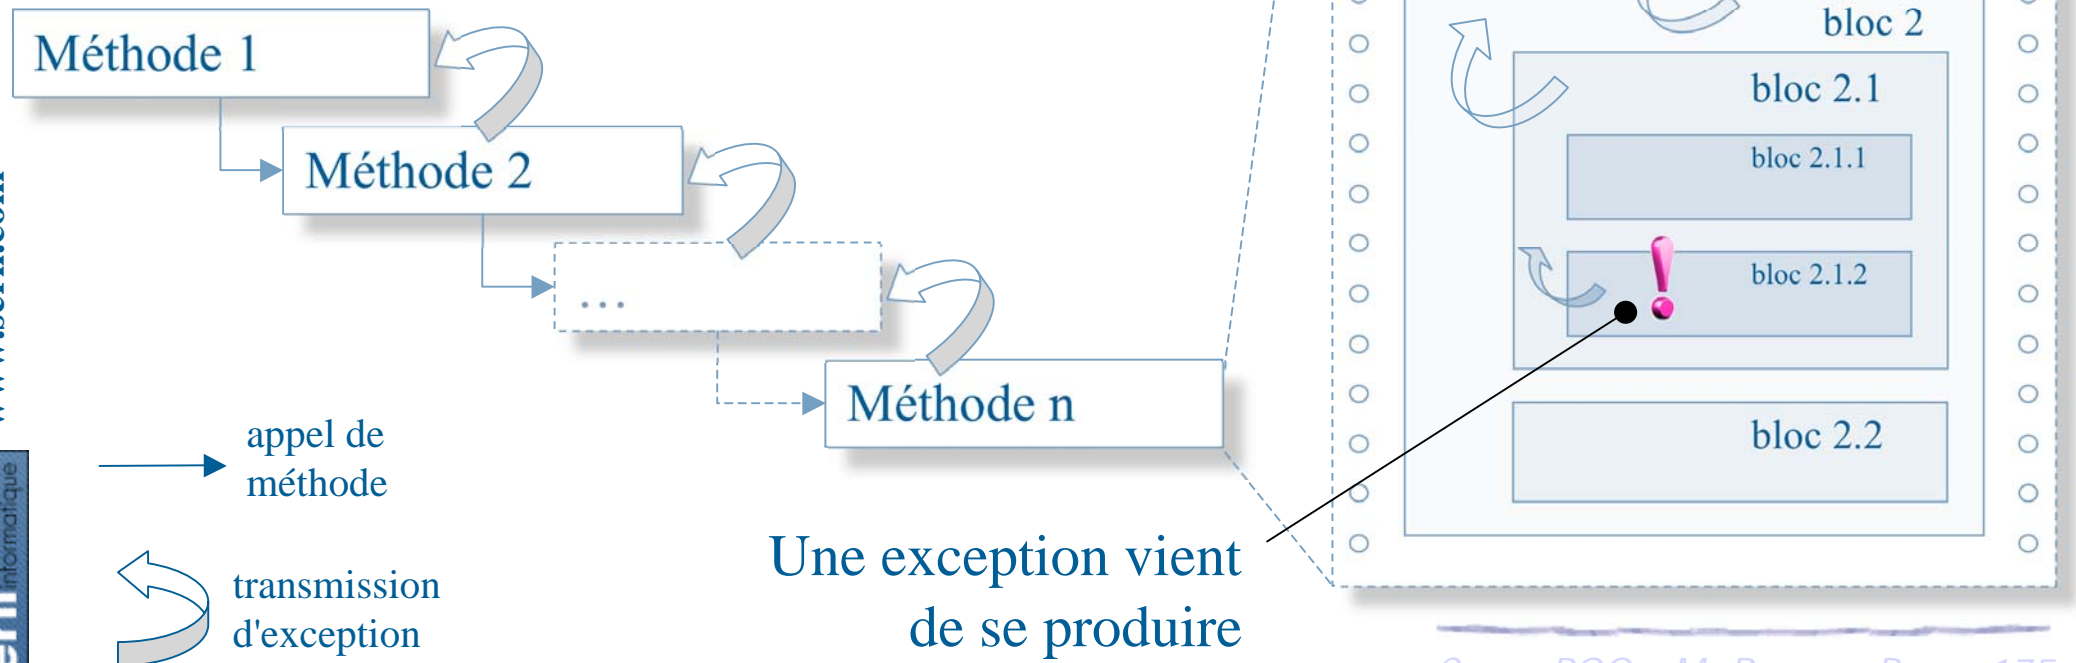 Méthode 1
Méthode 2
...
Méthode n
appel de
méthode
transmission
d'exception
Une exception vient
de se produire
bloc 2
bloc 2.1
bloc 2.1.1
bloc 2.1.2
bloc 2.2
informatique